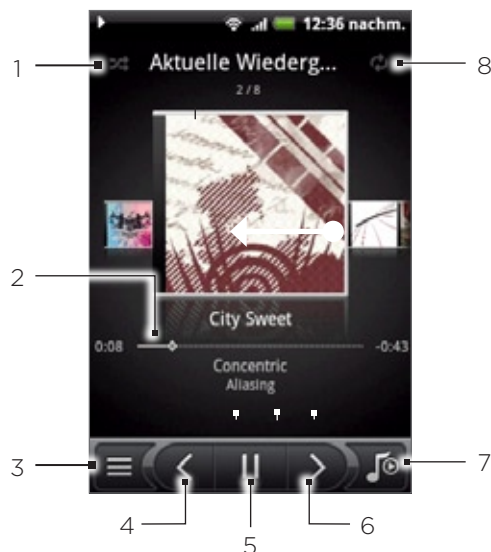 12:36 nachm.
1
Aktuelle Wiederg...
8
2 / 8
2
City Sweet
0:08
-0:43
Concentric
Aliasing
3
7
4
5
6